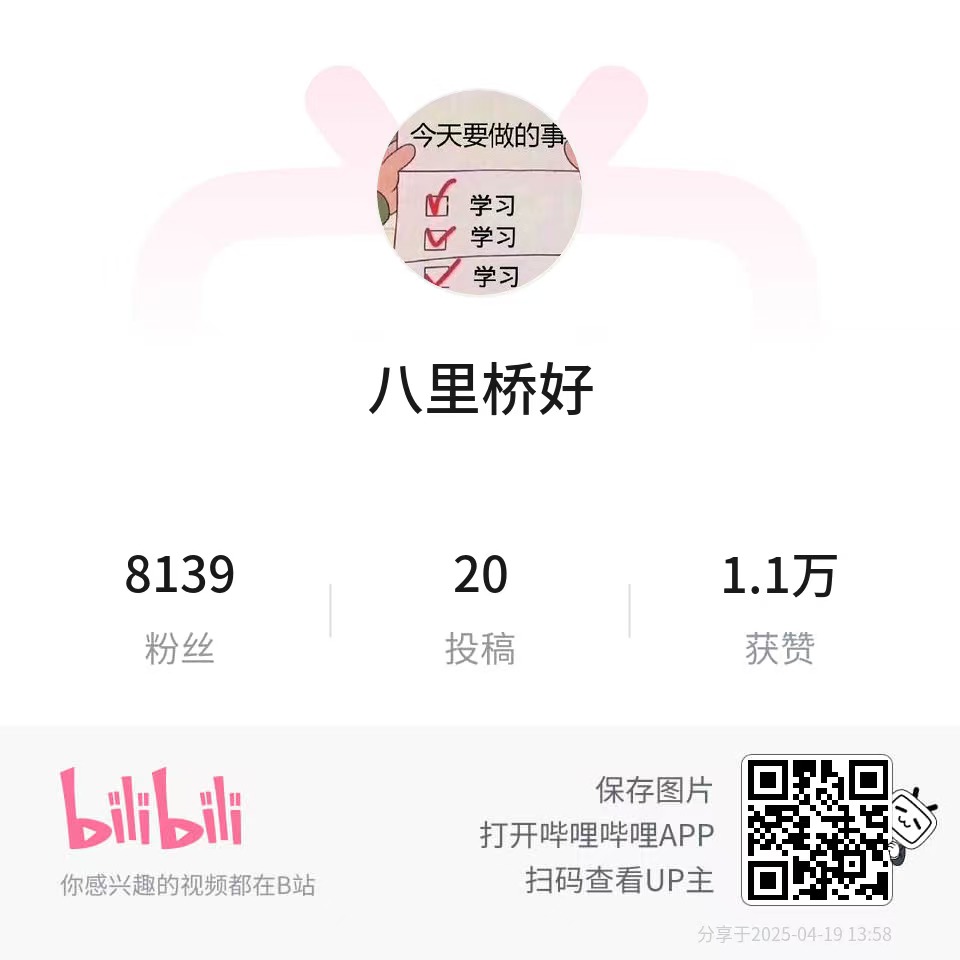 今天要做的事
学习
学习
学习
八里桥好
8139
粉丝
20
投稿
1.1万
获赞
bilibili
你感兴趣的视频都在B站
保存图片
打开哔哩哔哩APP
扫码查看UP主
分享于2025-04-19 13:58